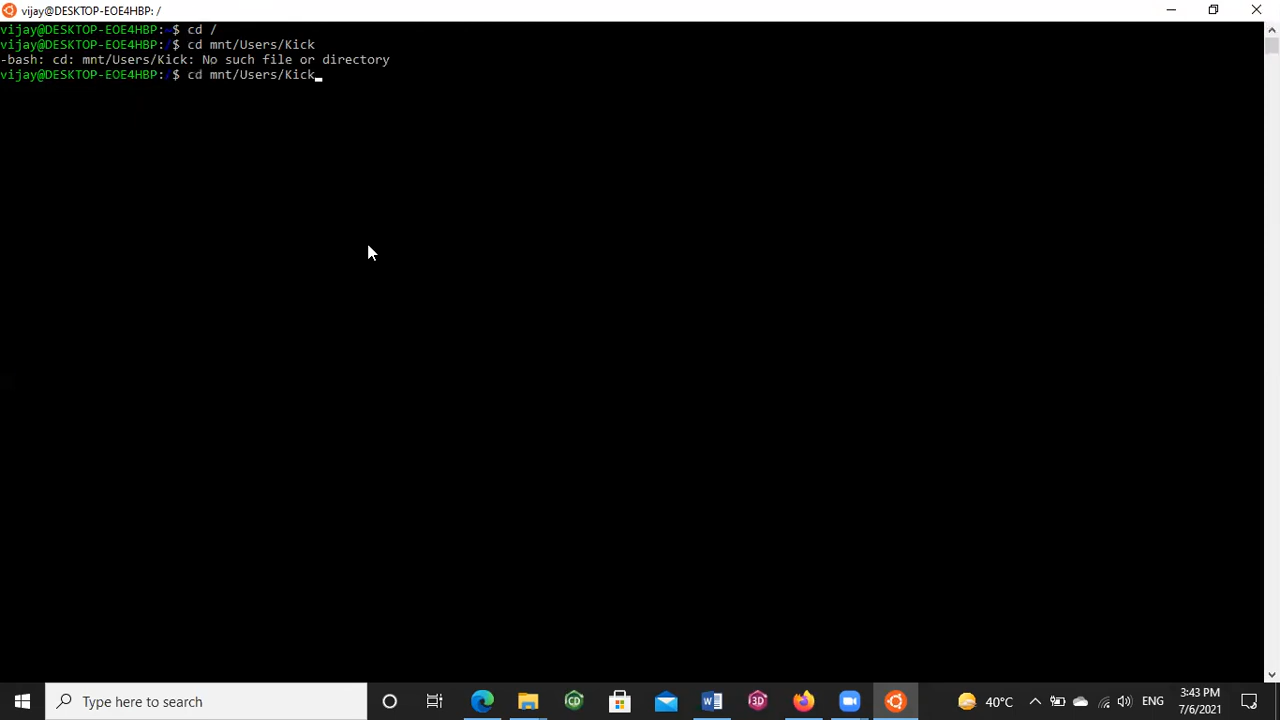 vijay@DESKTOP-EOE4HBP: /
vijay@DESKTOP-EOE4HBP:~$ cd /
vijay@DESKTOP-EOE4HBP:/$ cd mnt/Users/Kick
-bash: cd: mnt/Users/Kick: No such file or directory
vijay@DESKTOP-EOE4HBP:/$ cd mnt/Users/Kick
Type here to search
CD
W
3D
40°C
ENG
3:43 PM
7/6/2021